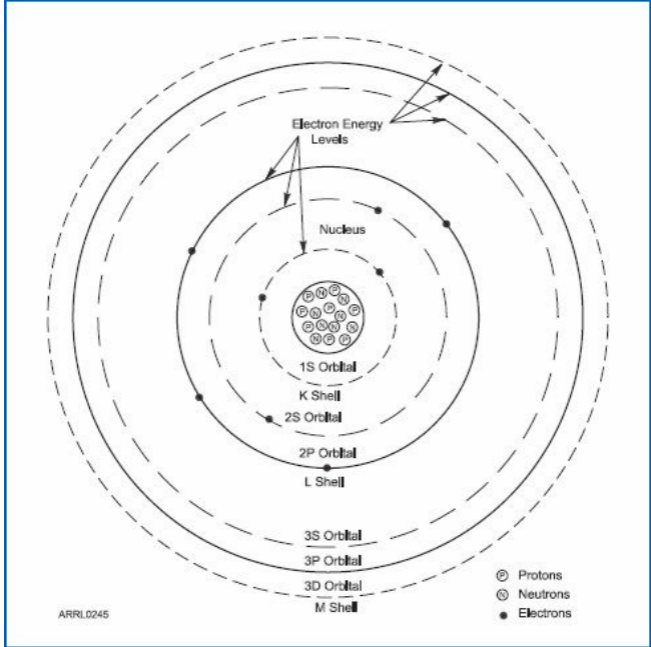 Electron Energy
Levels
Nucleus
P N P
N
P N P N P
P N N N
N P P
1S Orbital
K Shell
2S Orbital
2P Orbital
L Shell
3S Orbital
3P Orbital
3D Orbital
M Shell
P Protons
N Neutrons
Electrons
ARRL0245